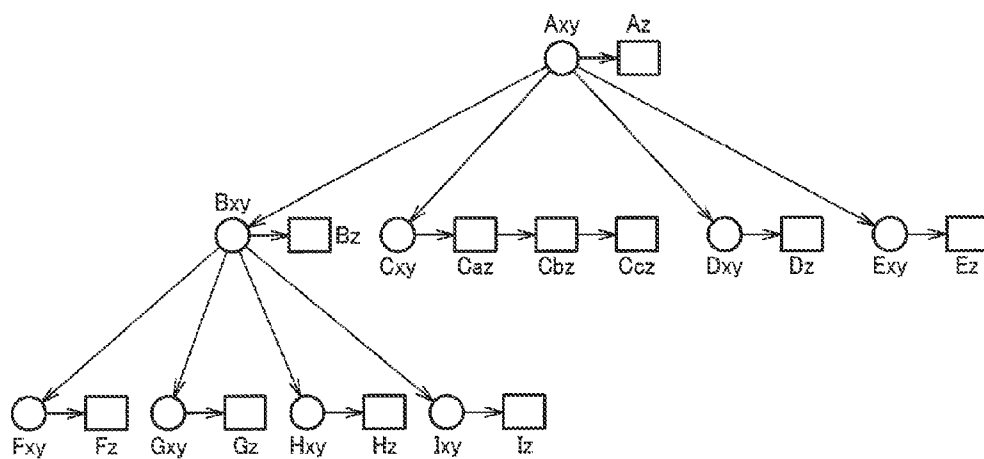 Axy Az
Bxy
Bz
Cxy Caz Cbz Ccz Dxy Dz Exy Ez
Fxy Fz Gxy Gz Hxy Hz Ixy Iz